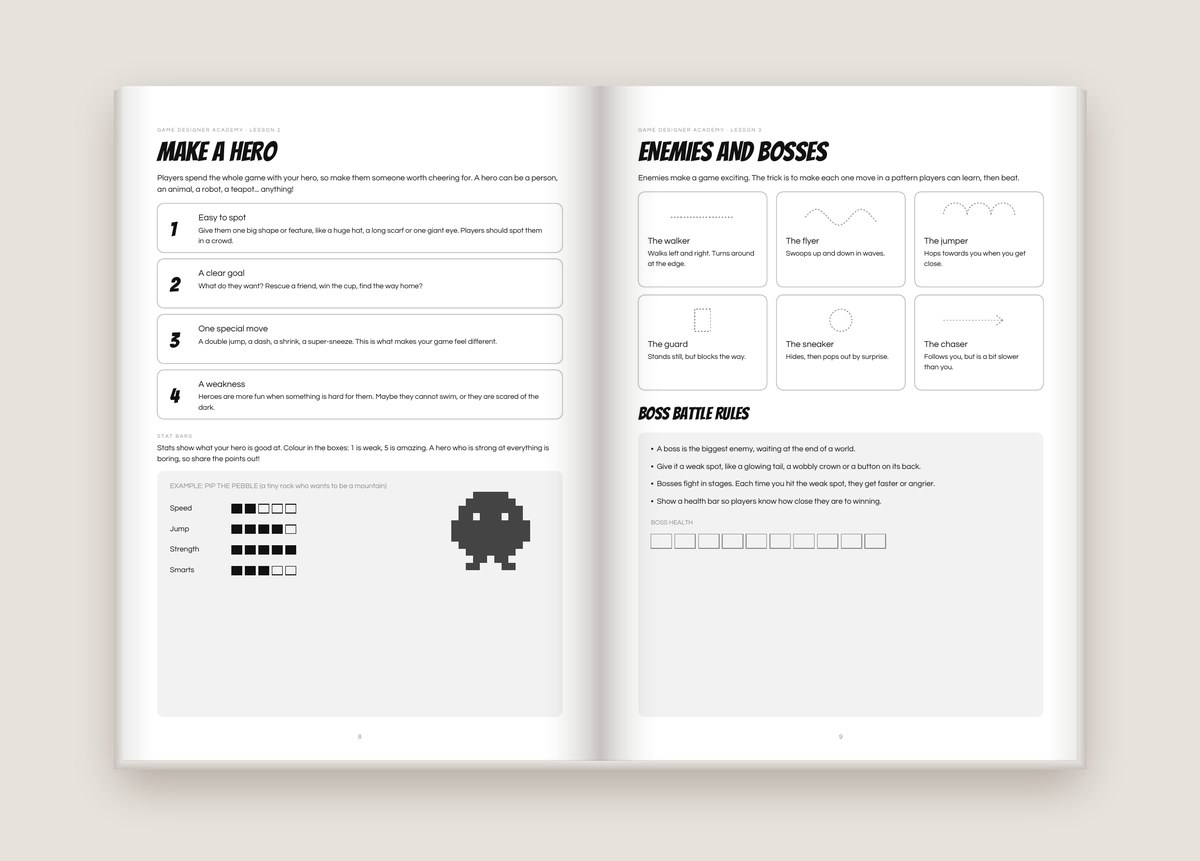 GAME DESIGNER ACADEMY · LESSON 2
MAKE A HERO
Players spend the whole game with your hero, so make them someone worth cheering for. A hero can be a person,
an animal, a robot, a teapot... anything!
1
Easy to spot
Give them one big shape or feature, like a huge hat, a long scarf or one giant eye. Players should spot them
in a crowd.
2
A clear goal
What do they want? Rescue a friend, win the cup, find the way home?
3
One special move
A double jump, a dash, a shrink, a super-sneeze. This is what makes your game feel different.
4
A weakness
Heroes are more fun when something is hard for them. Maybe they cannot swim, or they are scared of the
dark.
STAT BARS
Stats show what your hero is good at. Colour in the boxes: 1 is weak, 5 is amazing. A hero who is strong at everything is
boring, so share the points out!
EXAMPLE: PIP THE PEBBLE (a tiny rock who wants to be a mountain)
Speed
Jump
Strength
Smarts
8
GAME DESIGNER ACADEMY · LESSON 3
ENEMIES AND BOSSES
Enemies make a game exciting. The trick is to make each one move in a pattern players can learn, then beat.
The walker
Walks left and right. Turns around
at the edge.
The flyer
Swoops up and down in waves.
The jumper
Hops towards you when you get
close.
The guard
Stands still, but blocks the way.
The sneaker
Hides, then pops out by surprise.
The chaser
Follows you, but is a bit slower
than you.
BOSS BATTLE RULES
• A boss is the biggest enemy, waiting at the end of a world.
• Give it a weak spot, like a glowing tail, a wobbly crown or a button on its back.
• Bosses fight in stages. Each time you hit the weak spot, they get faster or angrier.
• Show a health bar so players know how close they are to winning.
BOSS HEALTH
9